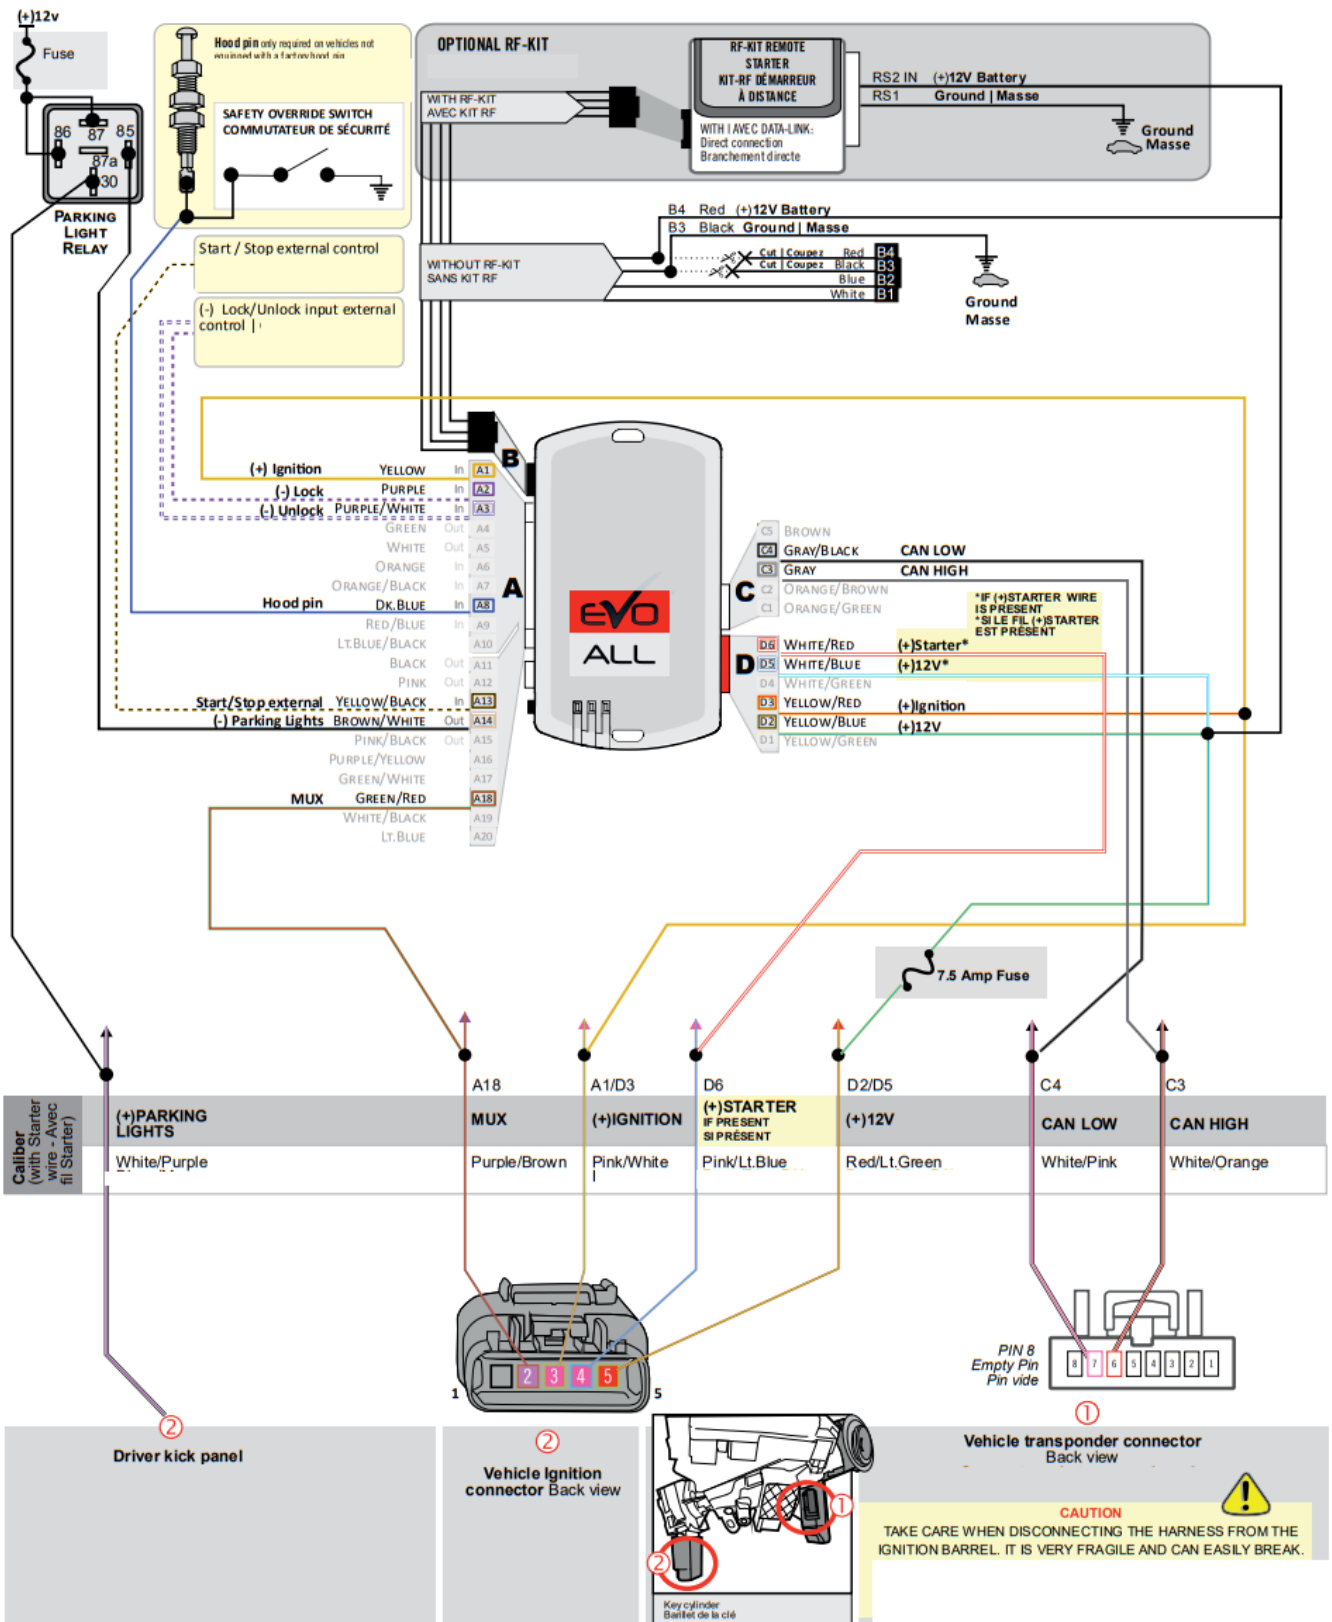 (+)12v
Fuse
86
87
85
87a
30
PARKING
LIGHT
RELAY
Hood pin only required on vehicles not
equipped with a factory hood pin
SAFETY OVERRIDE SWITCH
COMMUTATEUR DE SÉCURITÉ
Start / Stop external control
(-) Lock/Unlock input external
control |
OPTIONAL RF-KIT
WITH RF-KIT
AVEC KIT RF
RF-KIT REMOTE
STARTER
KIT-RF DÉMARREUR
À DISTANCE
WITH I AVEC DATA-LINK:
Direct connection
Branchement directe
RS2 IN (+)12V Battery
RS1 Ground | Masse
Ground
Masse
B4 Red (+)12V Battery
B3 Black Ground | Masse
WITHOUT RF-KIT
SANS KIT RF
Cut | Coupez Red B4
Cut | Coupez Black B3
Blue B2
White B1
Ground
Masse
B
A
C
D
EVO
ALL
(+) Ignition YELLOW In A1
(-) Lock PURPLE In A2
(-) Unlock PURPLE/WHITE In A3
GREEN Out A4
WHITE Out A5
ORANGE In A6
ORANGE/BLACK In A7
Hood pin DK.BLUE In A8
RED/BLUE In A9
LT.BLUE/BLACK A10
BLACK Out A11
PINK Out A12
Start/Stop external YELLOW/BLACK In A13
(-) Parking Lights BROWN/WHITE Out A14
PINK/BLACK Out A15
PURPLE/YELLOW A16
GREEN/WHITE A17
MUX GREEN/RED A18
WHITE/BLACK A19
LT.BLUE A20
C5 BROWN
C4 GRAY/BLACK CAN LOW
C3 GRAY CAN HIGH
C2 ORANGE/BROWN
C1 ORANGE/GREEN
*IF (+)STARTER WIRE
IS PRESENT
*SI LE FIL (+)STARTER
EST PRÉSENT
D6 WHITE/RED (+)Starter*
D5 WHITE/BLUE (+)12V*
D4 WHITE/GREEN
D3 YELLOW/RED (+)Ignition
D2 YELLOW/BLUE (+)12V
D1 YELLOW/GREEN
7.5 Amp Fuse
A18
A1/D3
D6
D2/D5
C4
C3
Caliber
(with Starter
wire - Avec
fil Starter)
(+)PARKING
LIGHTS
MUX
(+)IGNITION
(+)STARTER
IF PRESENT
SI PRÉSENT
(+)12V
CAN LOW
CAN HIGH
White/Purple
Purple/Brown
Pink/White
Pink/Lt.Blue
Red/Lt.Green
White/Pink
White/Orange
2 3 4 5
1 5
PIN 8
Empty Pin
Pin vide
8 7 6 5 4 3 2 1
2
Driver kick panel
2
Vehicle Ignition
connector Back view
1
2
Key cylinder
Barillet de la clé
1
Vehicle transponder connector
Back view
!
CAUTION
TAKE CARE WHEN DISCONNECTING THE HARNESS FROM THE
IGNITION BARREL. IT IS VERY FRAGILE AND CAN EASILY BREAK.